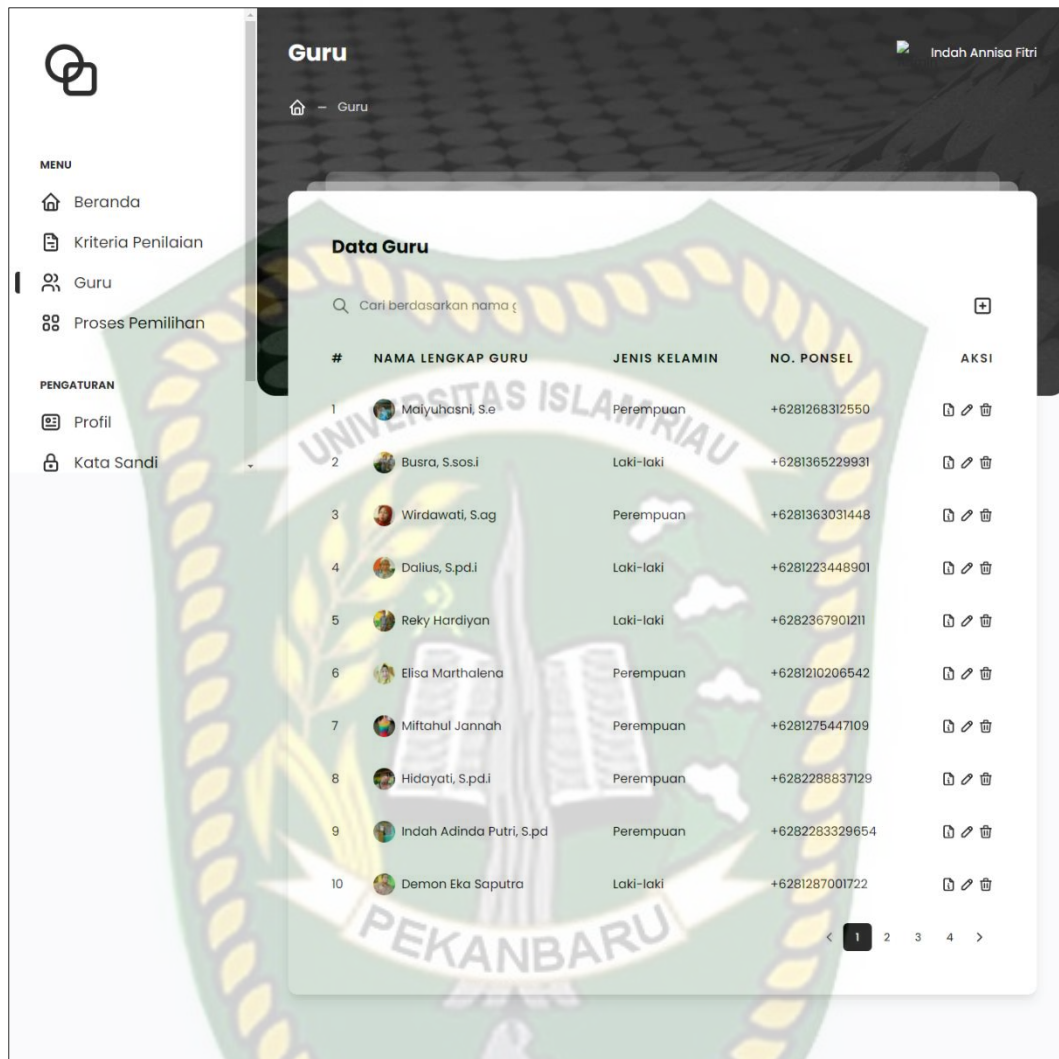 Guru
Indah Annisa Fitri
– Guru
MENU
Beranda
Kriteria Penilaian
Guru
Proses Pemilihan
PENGATURAN
Profil
Kata Sandi
Data Guru
Cari berdasarkan nama g
# NAMA LENGKAP GURU JENIS KELAMIN NO. PONSEL AKSI
1 Maiyuhasni, S.e Perempuan +6281268312550
2 Busra, S.sos.i Laki-laki +6281365229931
3 Wirdawati, S.ag Perempuan +6281363031448
4 Dalius, S.pd.i Laki-laki +6281223448901
5 Reky Hardiyan Laki-laki +6282367901211
6 Elisa Marthalena Perempuan +6281210206542
7 Miftahul Jannah Perempuan +6281275447109
8 Hidayati, S.pd.i Perempuan +6282288837129
9 Indah Adinda Putri, S.pd Perempuan +6282283329654
10 Demon Eka Saputra Laki-laki +6281287001722
< 1 2 3 4 >
UNIVERSITAS ISLAM RIAU
PEKANBARU